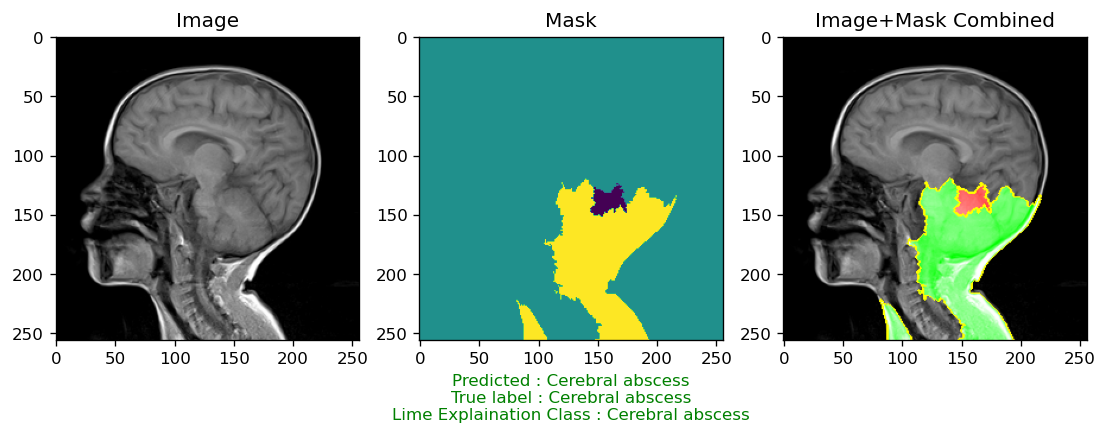 Image
Mask
Image+Mask Combined
0
50
100
150
200
250
0
50
100
150
200
250
0
50
100
150
200
250
0 50 100 150 200 250
0 50 100 150 200 250
0 50 100 150 200 250
Predicted : Cerebral abscess
True label : Cerebral abscess
Lime Explaination Class : Cerebral abscess